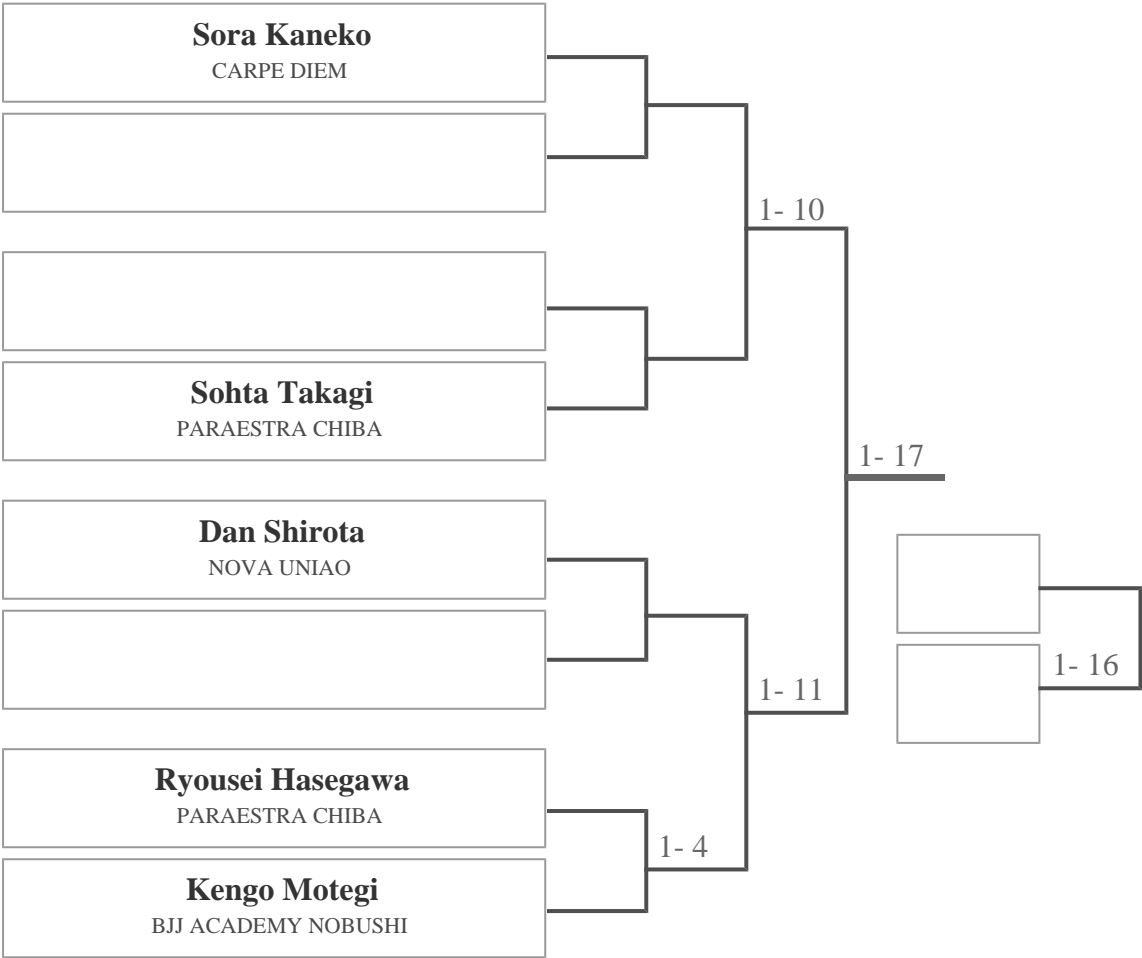 Sora Kaneko
CARPE DIEM
1- 10
Sohta Takagi
PARAESTRA CHIBA
1- 17
Dan Shirota
NOVA UNIAO
1- 16
1- 11
Ryousei Hasegawa
PARAESTRA CHIBA
1- 4
Kengo Motegi
BJJ ACADEMY NOBUSHI